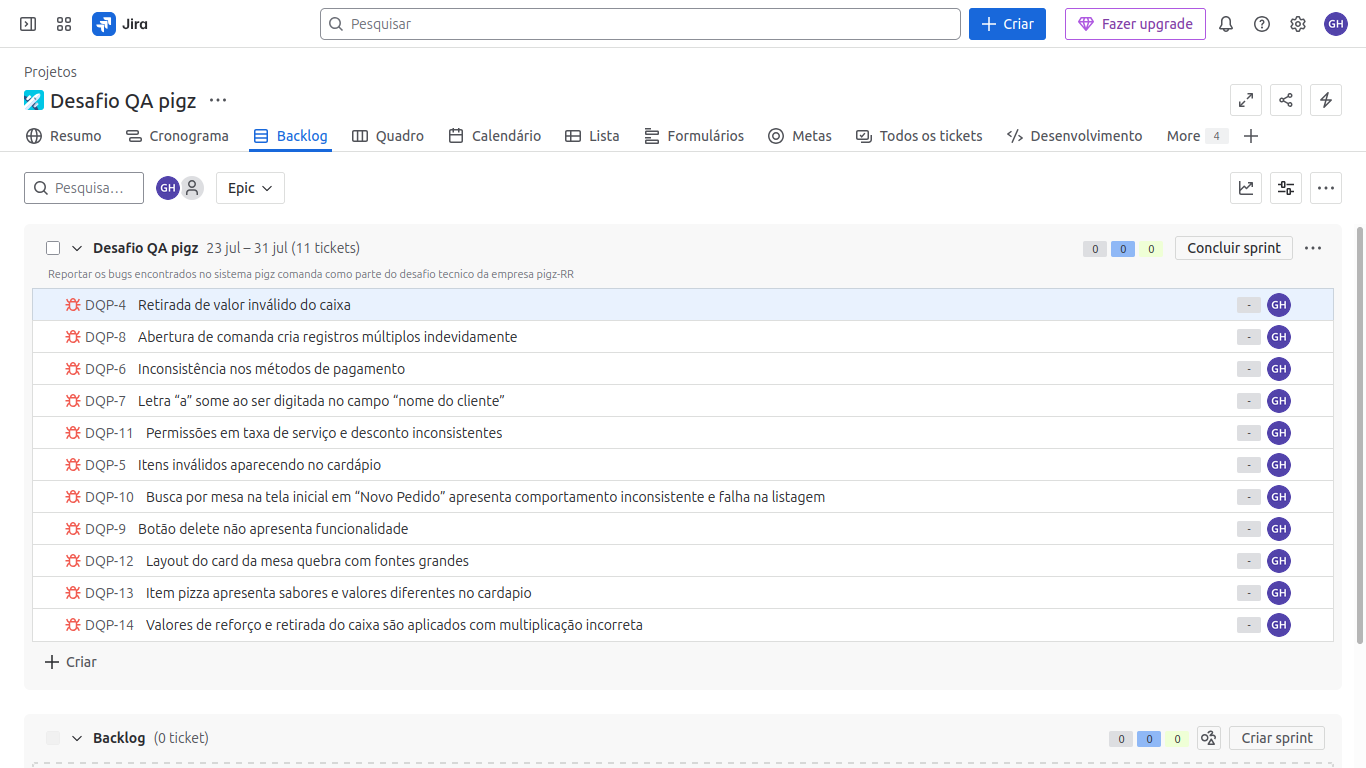 Jira
Pesquisar
Criar
Fazer upgrade
GH
Projetos
Desafio QA pigz
Resumo
Cronograma
Backlog
Quadro
Calendário
Lista
Formulários
Metas
Todos os tickets
Desenvolvimento
More 4
Pesquisa...
GH
Epic
Desafio QA pigz 23 jul – 31 jul (11 tickets)
0 0 0 Concluir sprint
Reportar os bugs encontrados no sistema pigz comanda como parte do desafio tecnico da empresa pigz-RR
DQP-4 Retirada de valor inválido do caixa - GH
DQP-8 Abertura de comanda cria registros múltiplos indevidamente - GH
DQP-6 Inconsistência nos métodos de pagamento - GH
DQP-7 Letra “a” some ao ser digitada no campo “nome do cliente” - GH
DQP-11 Permissões em taxa de serviço e desconto inconsistentes - GH
DQP-5 Itens inválidos aparecendo no cardápio - GH
DQP-10 Busca por mesa na tela inicial em “Novo Pedido” apresenta comportamento inconsistente e falha na listagem - GH
DQP-9 Botão delete não apresenta funcionalidade - GH
DQP-12 Layout do card da mesa quebra com fontes grandes - GH
DQP-13 Item pizza apresenta sabores e valores diferentes no cardapio - GH
DQP-14 Valores de reforço e retirada do caixa são aplicados com multiplicação incorreta - GH
Criar
Backlog (0 ticket)
0 0 0 Criar sprint